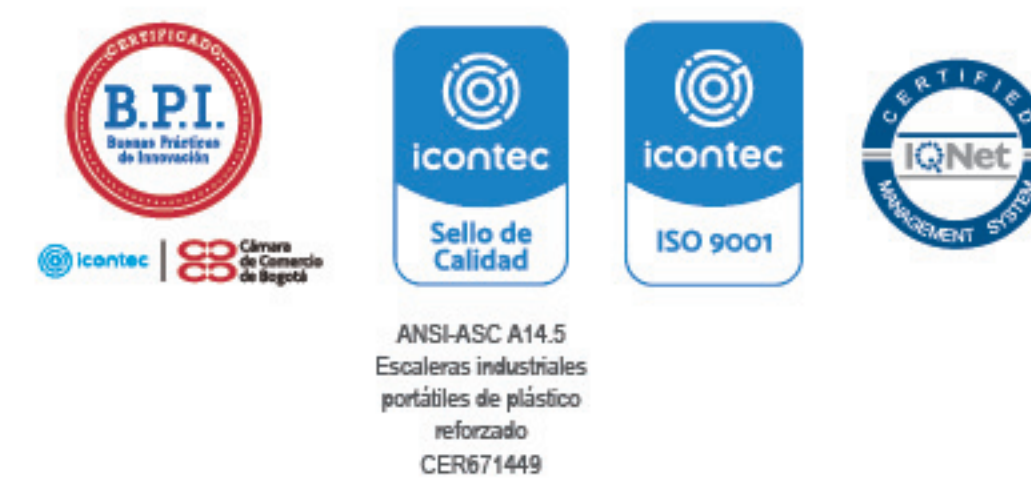 CERTIFICADO
B.P.I.
Buenas Prácticas
de Innovación
icontec
Cámara
de Comercio
de Bogotá
icontec
Sello de
Calidad
ANSI-ASC A14.5
Escaleras industriales
portátiles de plástico
reforzado
CER671449
icontec
ISO 9001
CERTIFIED
IQNet
MANAGEMENT SYSTEM